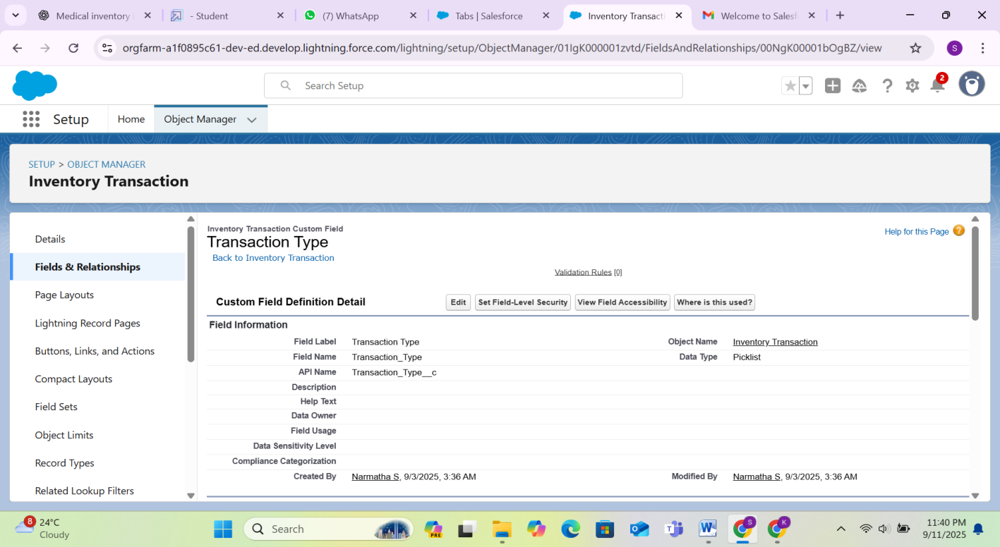 Medical inventory
- Student
(7) WhatsApp
Tabs | Salesforce
Inventory Transacti
Welcome to Salesf
orgfarm-a1f0895c61-dev-ed.develop.lightning.force.com/lightning/setup/ObjectManager/01IgK000001zvtd/FieldsAndRelationships/00NgK00001bOgBZ/view
S
Search Setup
2
Setup
Home
Object Manager
SETUP > OBJECT MANAGER
Inventory Transaction
Details
Fields & Relationships
Page Layouts
Lightning Record Pages
Buttons, Links, and Actions
Compact Layouts
Field Sets
Object Limits
Record Types
Related Lookup Filters
Inventory Transaction Custom Field
Transaction Type
Back to Inventory Transaction
Help for this Page ?
Validation Rules [0]
Custom Field Definition Detail
Edit
Set Field-Level Security
View Field Accessibility
Where is this used?
Field Information
Field Label Transaction Type Object Name Inventory Transaction
Field Name Transaction_Type Data Type Picklist
API Name Transaction_Type__c
Description
Help Text
Data Owner
Field Usage
Data Sensitivity Level
Compliance Categorization
Created By Narmatha S, 9/3/2025, 3:36 AM Modified By Narmatha S, 9/3/2025, 3:36 AM
8
24°C
Cloudy
Search
PRE
S
K
11:40 PM
9/11/2025